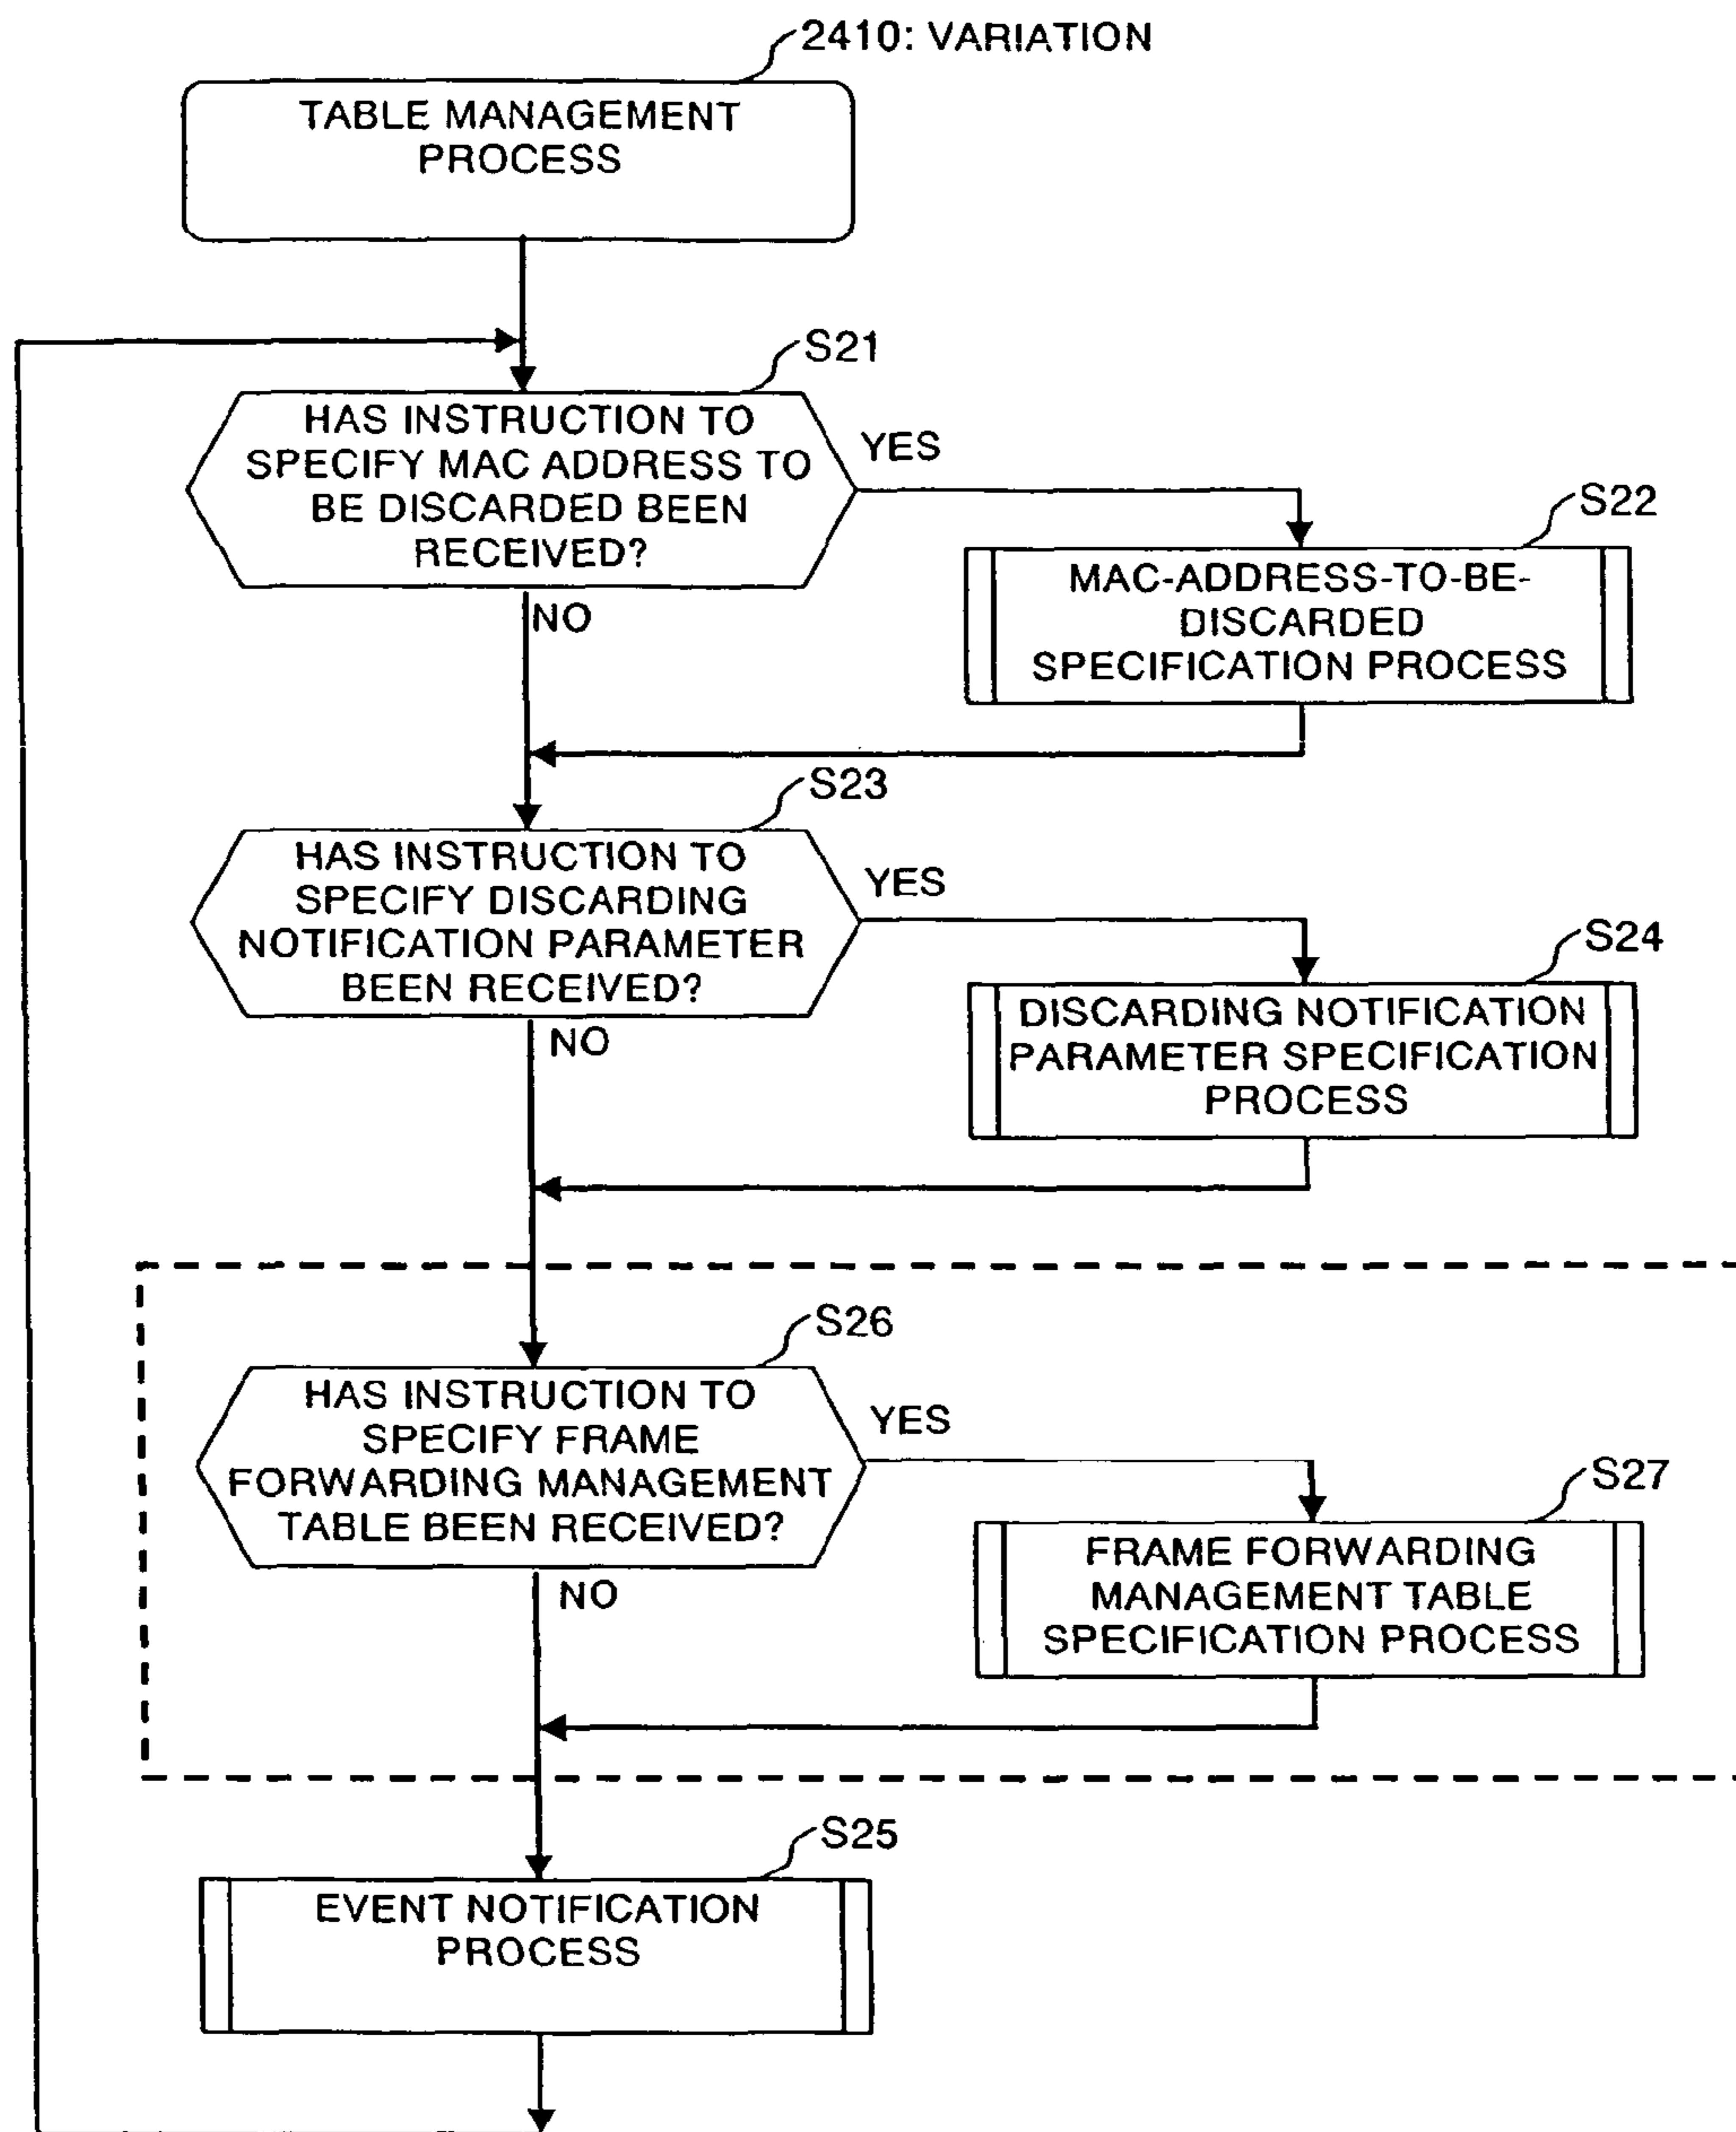 2410: VARIATION
TABLE MANAGEMENT
PROCESS
S21
HAS INSTRUCTION TO
SPECIFY MAC ADDRESS TO
BE DISCARDED BEEN
RECEIVED?
YES
NO
S22
MAC-ADDRESS-TO-BE-
DISCARDED
SPECIFICATION PROCESS
S23
HAS INSTRUCTION TO
SPECIFY DISCARDING
NOTIFICATION PARAMETER
BEEN RECEIVED?
YES
NO
S24
DISCARDING NOTIFICATION
PARAMETER SPECIFICATION
PROCESS
S26
HAS INSTRUCTION TO
SPECIFY FRAME
FORWARDING MANAGEMENT
TABLE BEEN RECEIVED?
YES
NO
S27
FRAME FORWARDING
MANAGEMENT TABLE
SPECIFICATION PROCESS
S25
EVENT NOTIFICATION
PROCESS